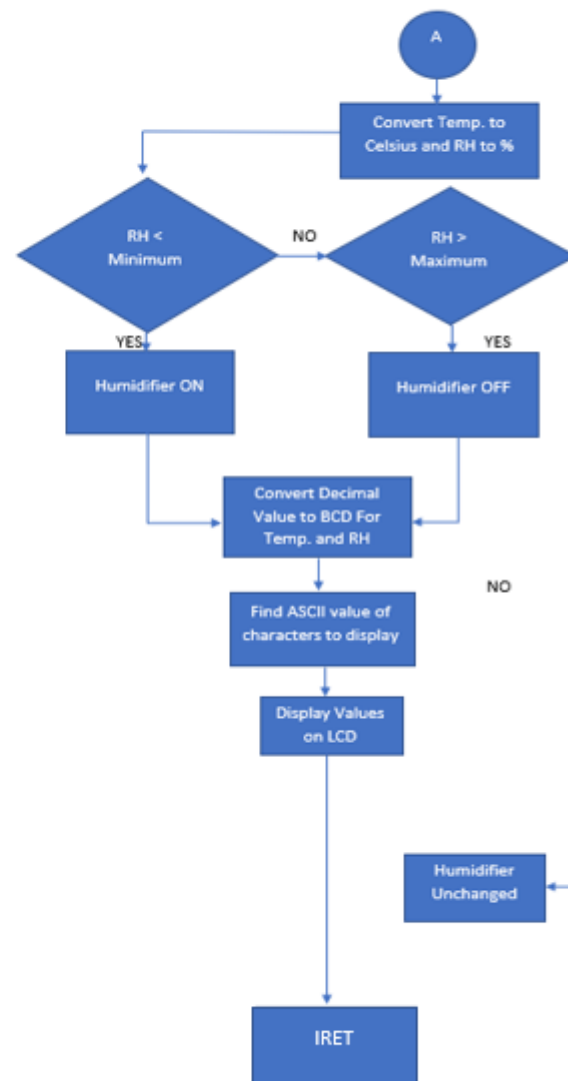 A
Convert Temp. to
Celsius and RH to %
RH <
Minimum
NO
RH >
Maximum
YES
YES
Humidifier ON
Humidifier OFF
Convert Decimal
Value to BCD For
Temp. and RH
NO
Find ASCII value of
characters to display
Display Values
on LCD
Humidifier
Unchanged
IRET